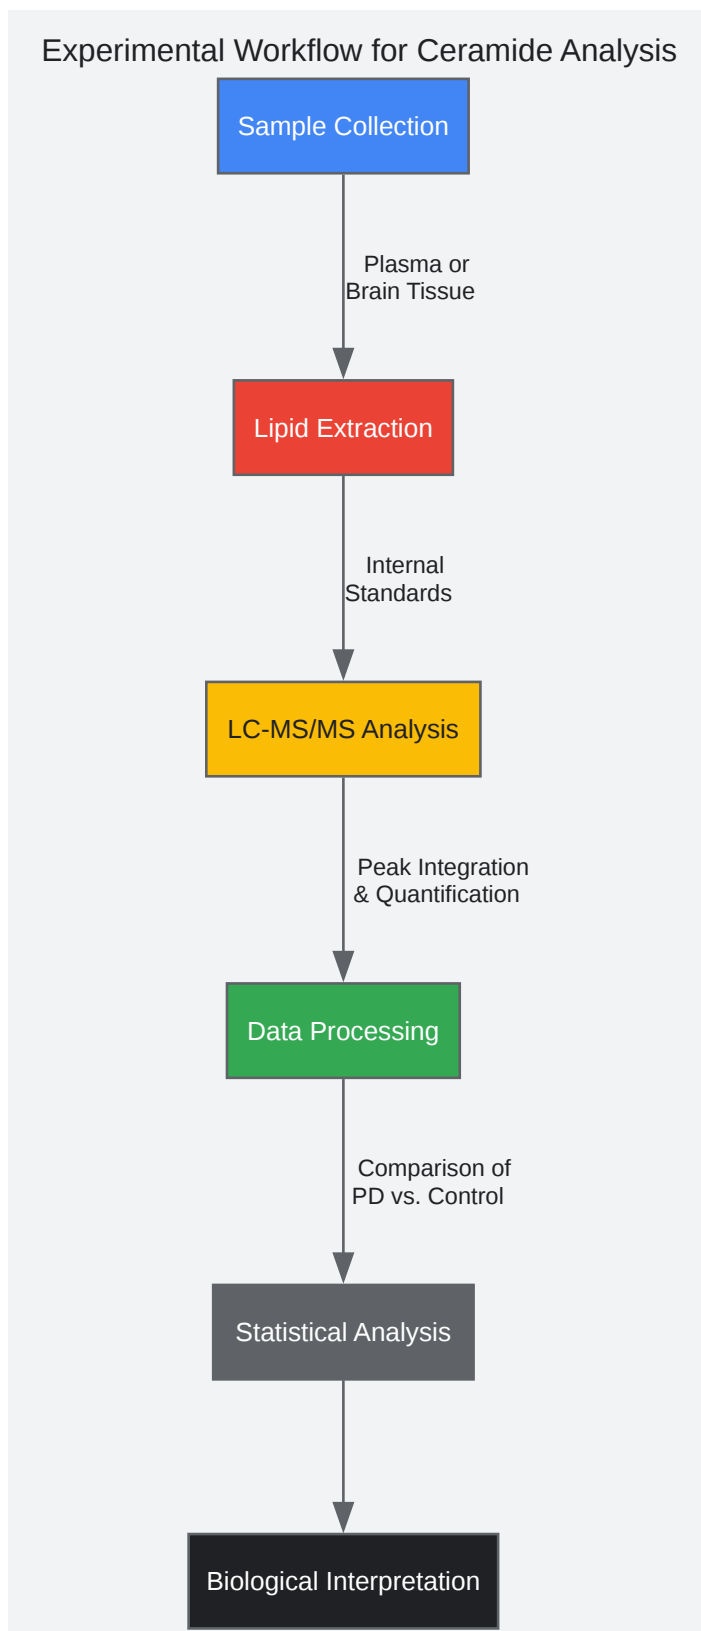 Experimental Workflow for Ceramide Analysis
Sample Collection
Plasma or
Brain Tissue
Lipid Extraction
Internal
Standards
LC-MS/MS Analysis
Peak Integration
& Quantification
Data Processing
Comparison of
PD vs. Control
Statistical Analysis
Biological Interpretation